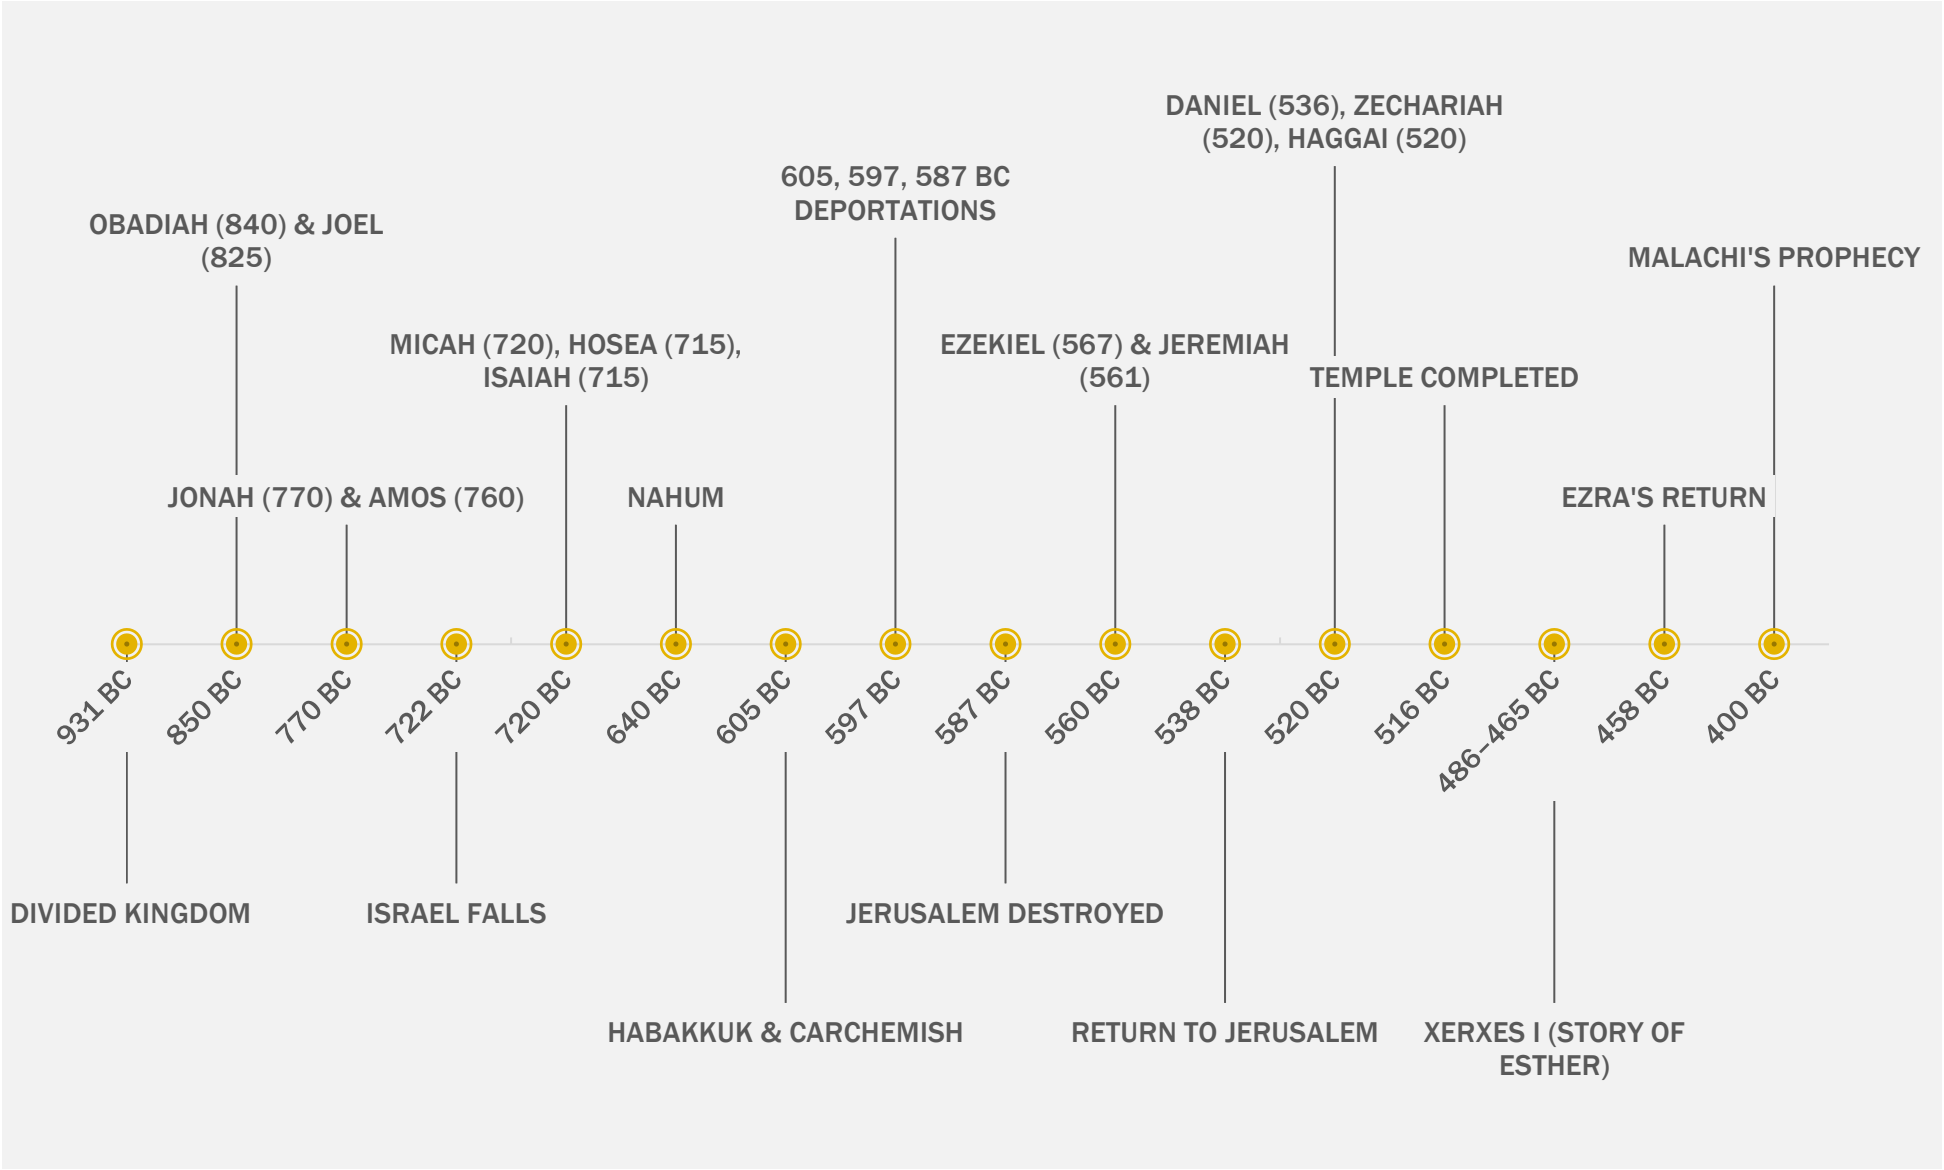 DANIEL (536), ZECHARIAH
(520), HAGGAI (520)
605, 597, 587 BC
DEPORTATIONS
OBADIAH (840) & JOEL
(825)
MALACHI'S PROPHECY
MICAH (720), HOSEA (715),
ISAIAH (715)
EZEKIEL (567) & JEREMIAH
(561)
TEMPLE COMPLETED
JONAH (770) & AMOS (760)
NAHUM
EZRA'S RETURN
931 BC
850 BC
770 BC
722 BC
720 BC
640 BC
605 BC
597 BC
587 BC
560 BC
538 BC
520 BC
516 BC
486–465 BC
458 BC
400 BC
DIVIDED KINGDOM
ISRAEL FALLS
JERUSALEM DESTROYED
HABAKKUK & CARCHEMISH
RETURN TO JERUSALEM
XERXES I (STORY OF
ESTHER)